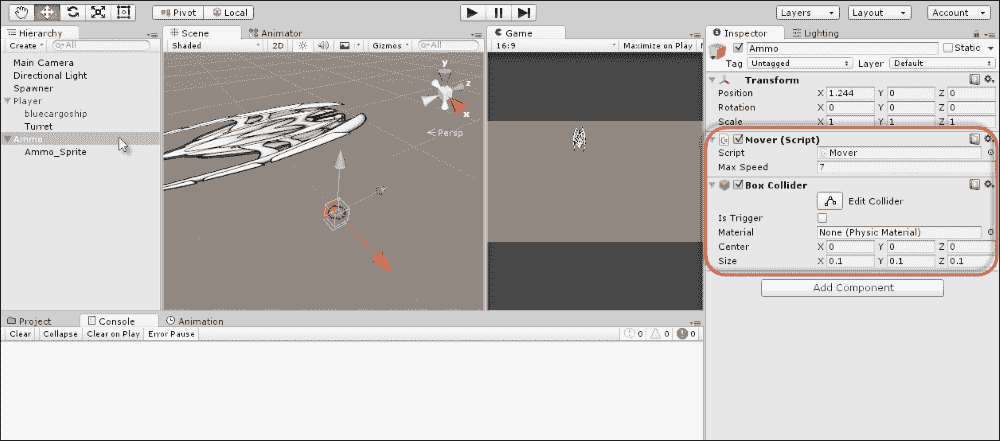 Pivot Local Layers Layout Account
Hierarchy
Create All
Main Camera
Directional Light
Spawner
Player
bluecargoship
Turret
Ammo
Ammo_Sprite
Scene Animator
Shaded 2D Gizmos All
y
z
x
Persp
Game
16:9 Maximize on Play
Inspector Lighting
Ammo Static
Tag Untagged Layer Default
Transform
Position X 1.244 Y 0 Z 0
Rotation X 0 Y 0 Z 0
Scale X 1 Y 1 Z 1
Mover (Script)
Script Mover
Max Speed 7
Box Collider
Edit Collider
Is Trigger
Material None (Physic Material)
Center X 0 Y 0 Z 0
Size X 0.1 Y 0.1 Z 0.1
Add Component
Project Console Animation
Clear Collapse Clear on Play Error Pause 0 0 0